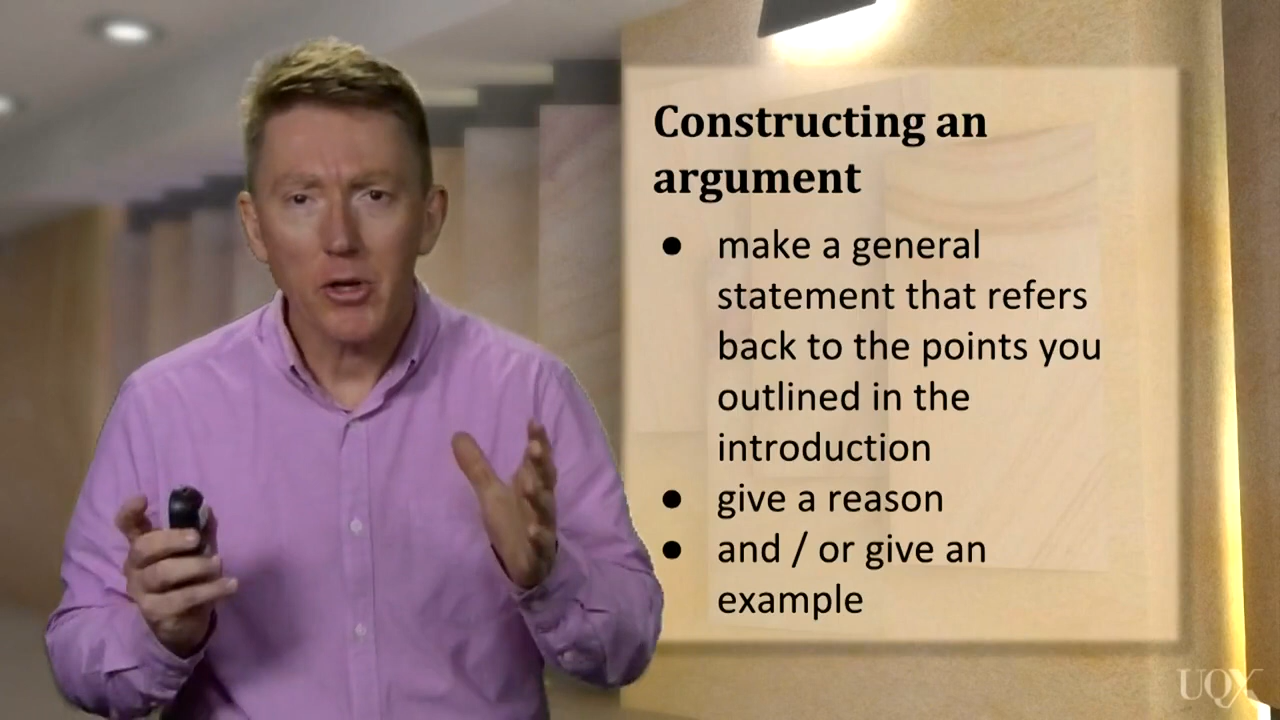 Constructing an
argument
● make a general
statement that refers
back to the points you
outlined in the
introduction
● give a reason
● and / or give an
example
UQX